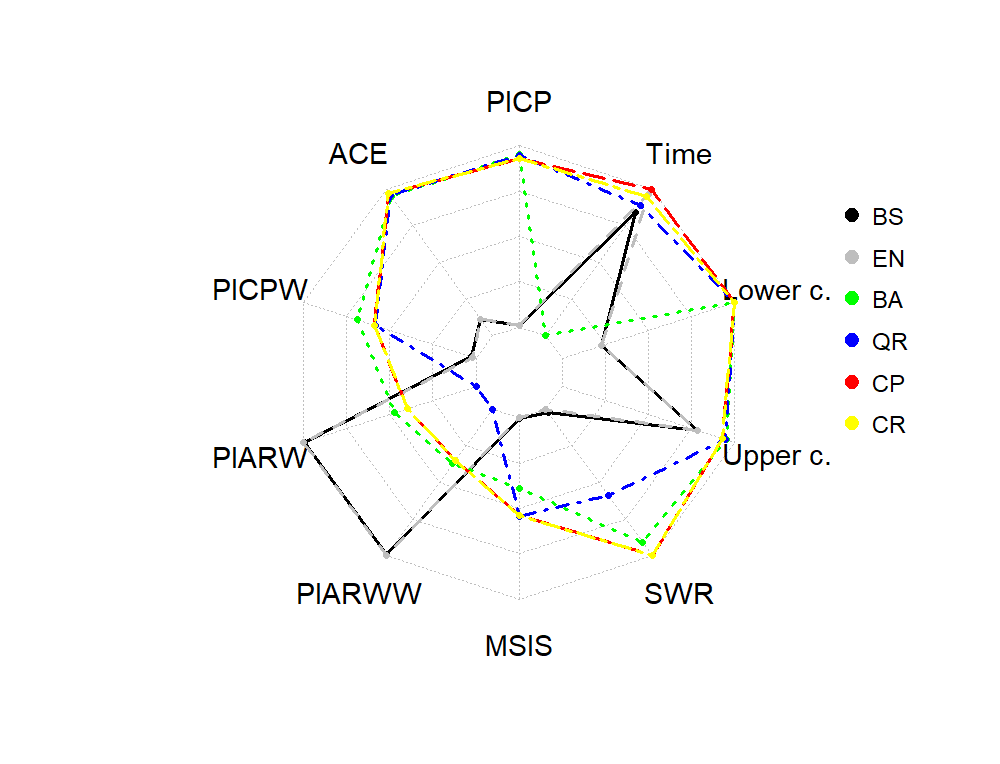 PICP
ACE
Time
PICPW
Lower c.
PIARW
Upper c.
PIARWW
SWR
MSIS
BS
EN
BA
QR
CP
CR